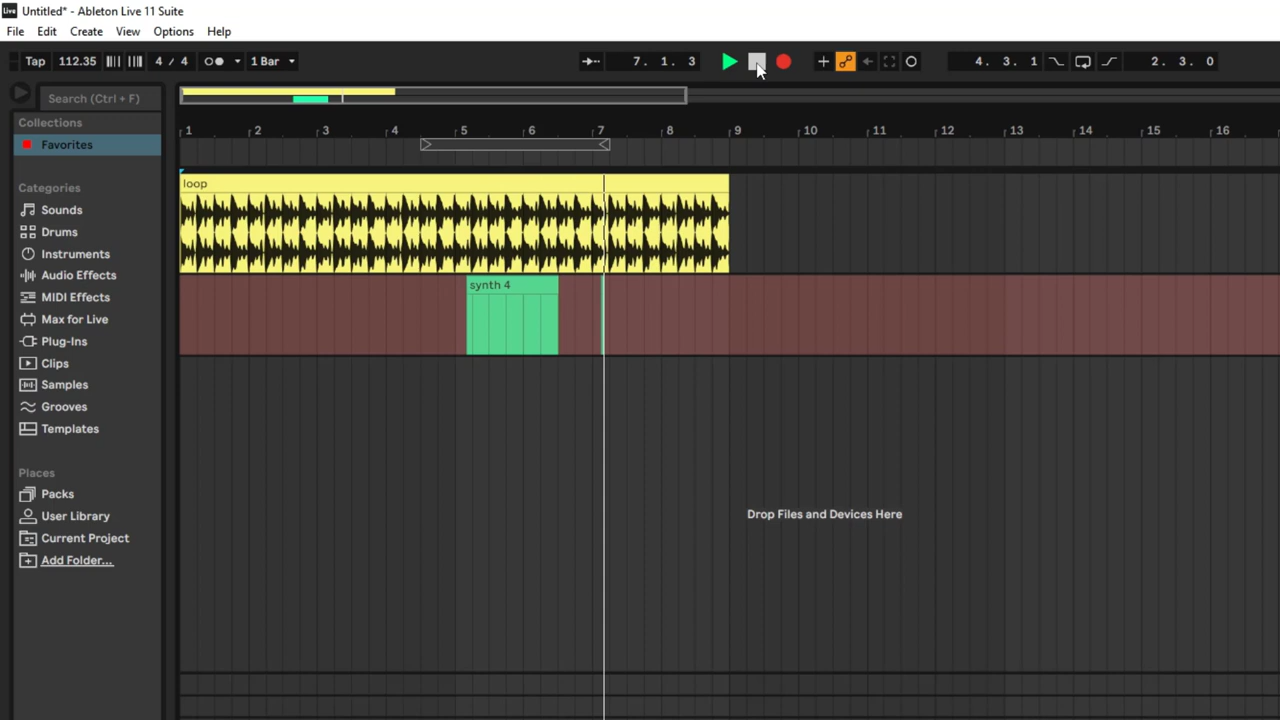 Live Untitled* - Ableton Live 11 Suite
File Edit Create View Options Help
Tap 112.35 4 / 4 1 Bar 7. 1. 3 4. 3. 1 2. 3. 0
Search (Ctrl + F)
Collections
Favorites
Categories
Sounds
Drums
Instruments
Audio Effects
MIDI Effects
Max for Live
Plug-Ins
Clips
Samples
Grooves
Templates
Places
Packs
User Library
Current Project
Add Folder...
1 2 3 4 5 6 7 8 9 10 11 12 13 14 15 16
loop
synth 4
Drop Files and Devices Here